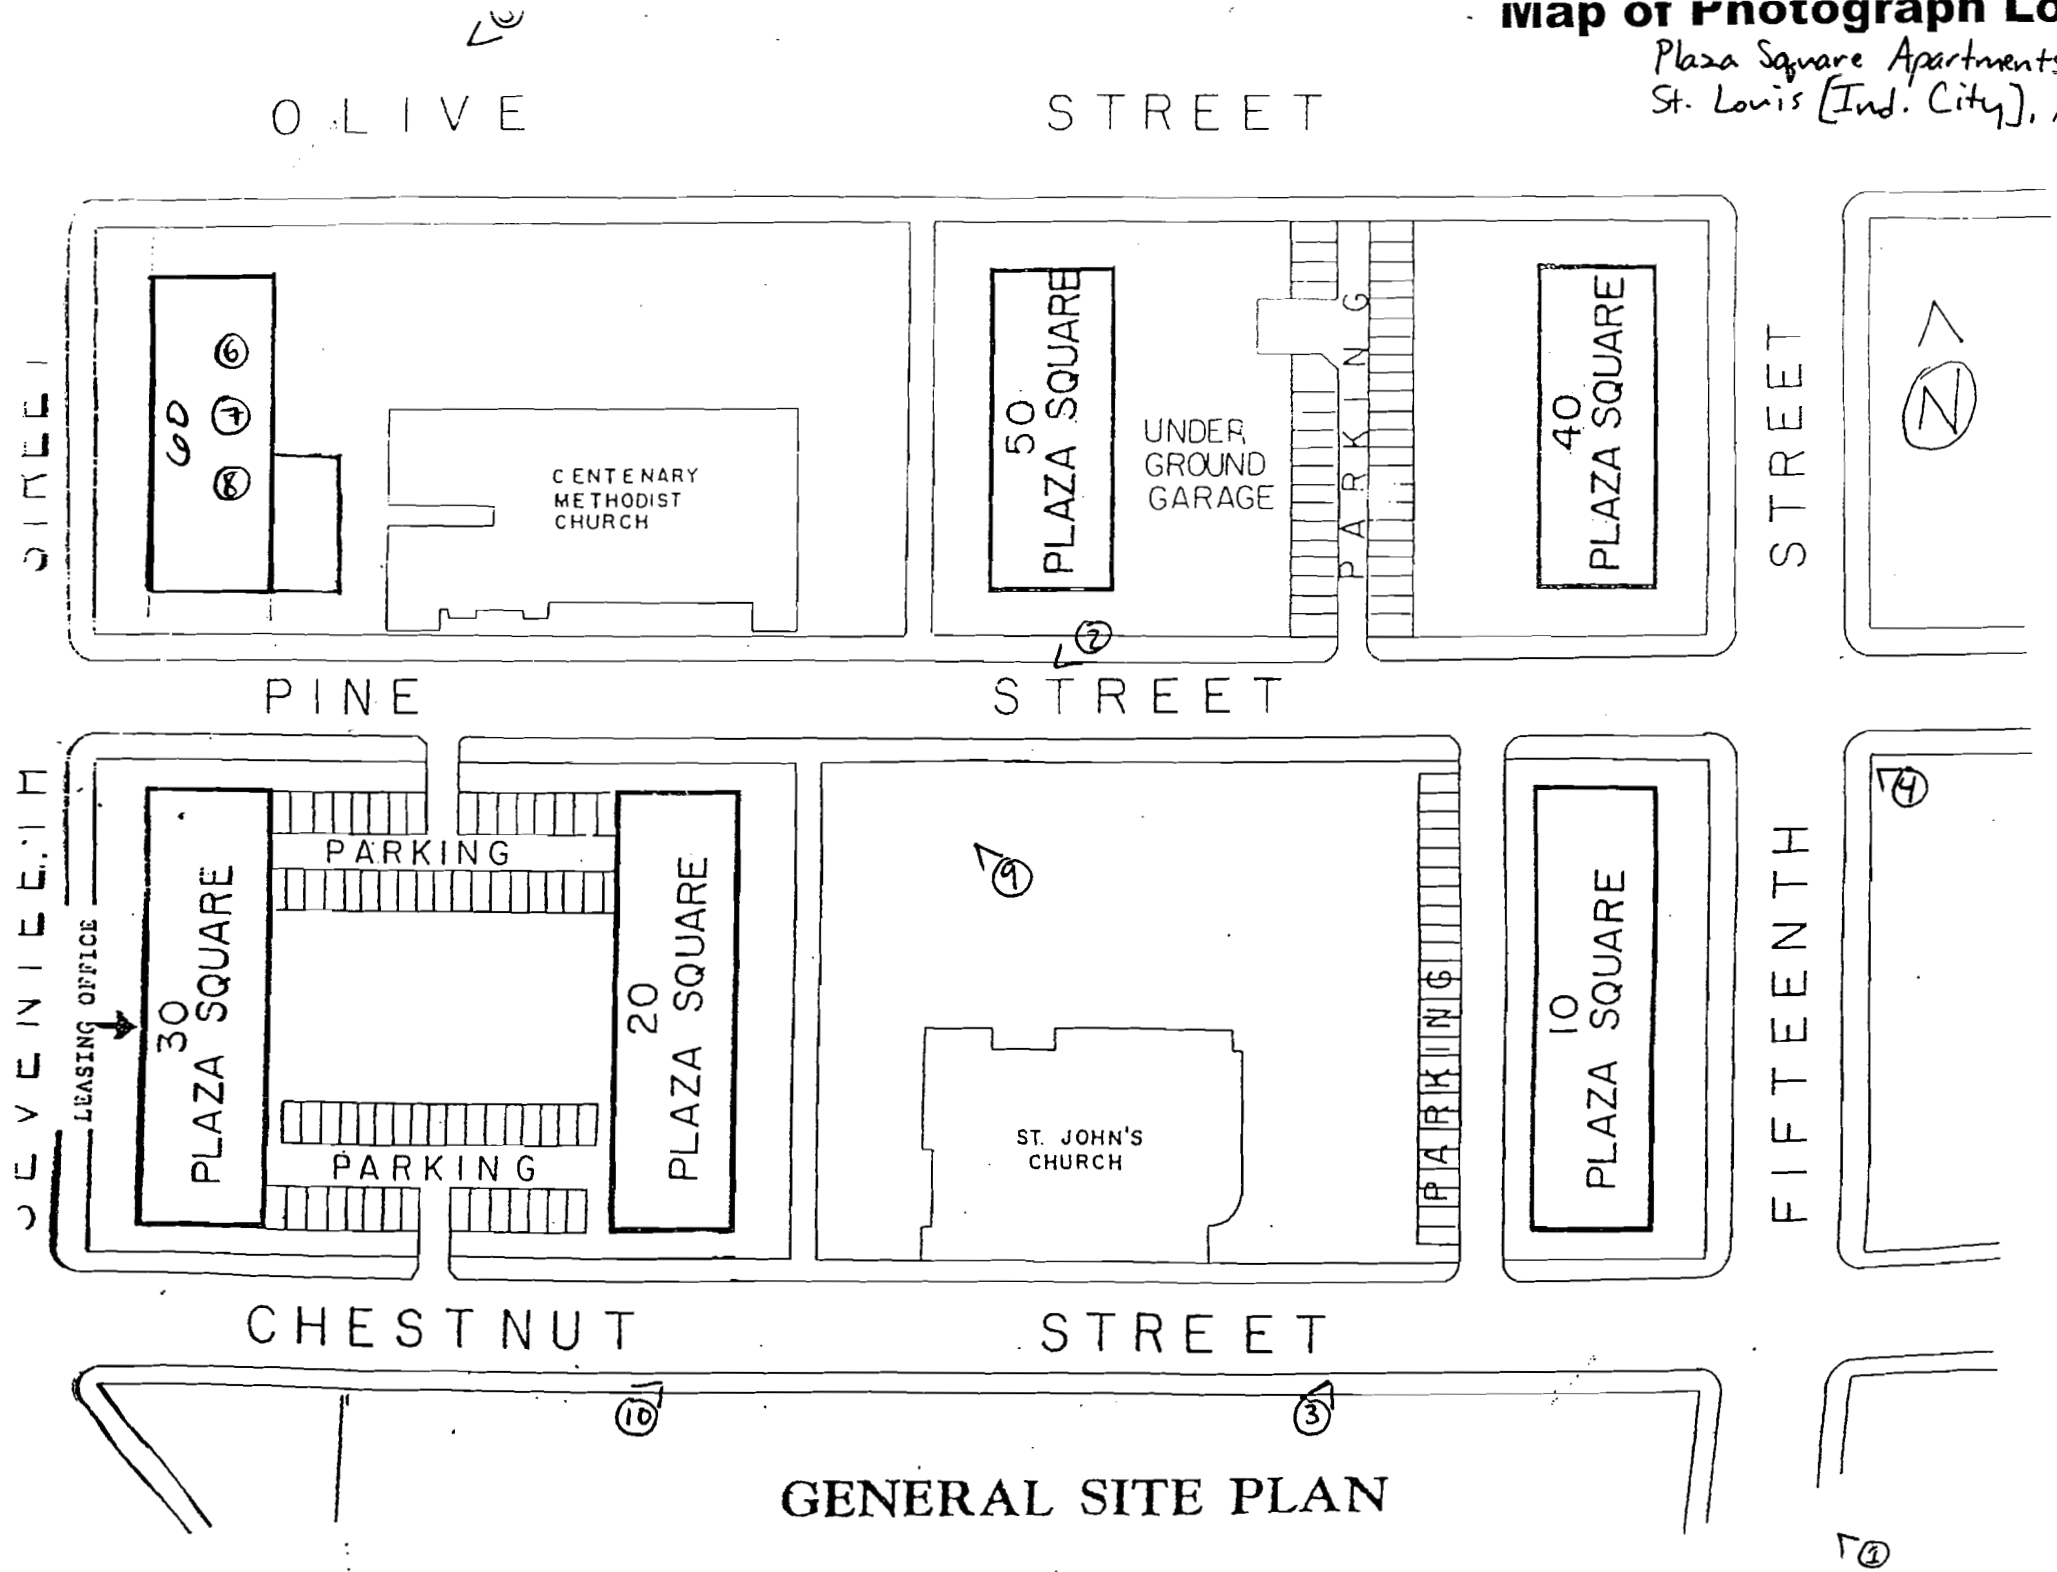 Map of Photograph Lo
Plaza Square Apartments
St. Louis [Ind. City],
OLIVE STREET
STREET
60
6
7
8
CENTENARY
METHODIST
CHURCH
50
PLAZA SQUARE
UNDER
GROUND
GARAGE
PARKING
40
PLAZA SQUARE
STREET
N
2
PINE STREET
SEVENTEENTH
LEASING OFFICE
30
PLAZA SQUARE
PARKING
PARKING
20
PLAZA SQUARE
9
ST. JOHN'S
CHURCH
PARKING
10
PLAZA SQUARE
FIFTEENTH
4
CHESTNUT STREET
10
3
GENERAL SITE PLAN
1